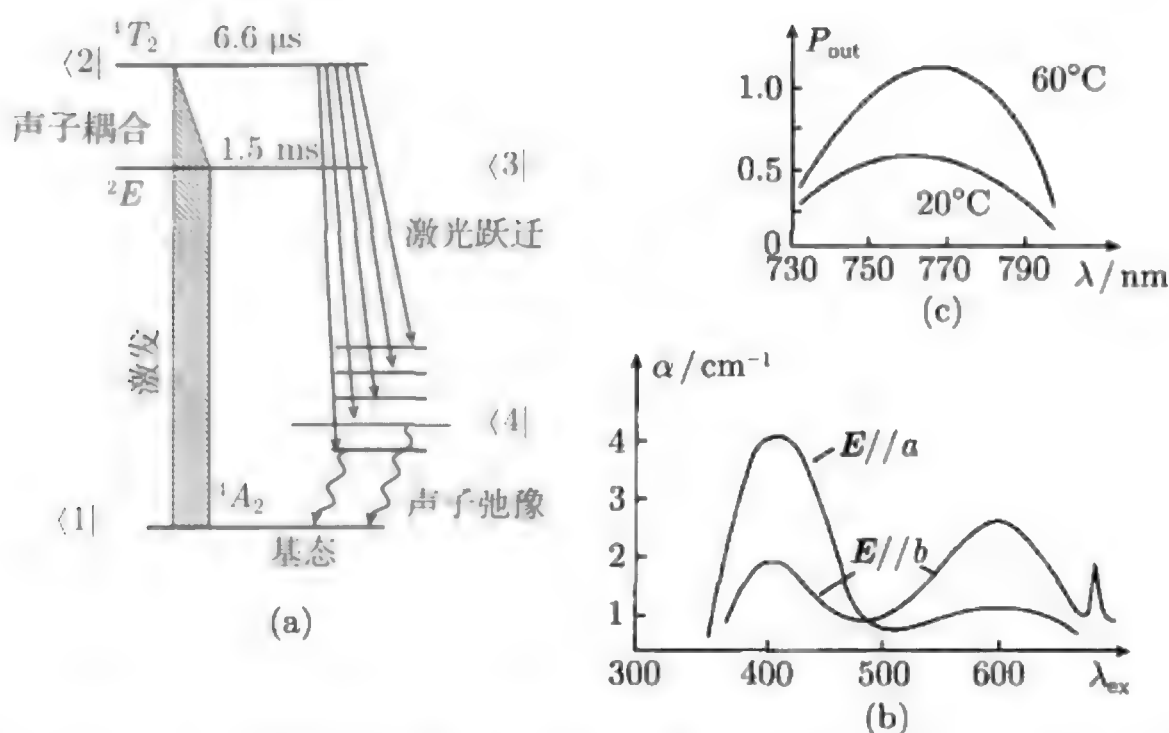 ⁴T₂ 6.6 μs
⟨2|
声子耦合
1.5 ms
⟨3|
²E
激光跃迁
激发
⟨4|
⁴A₂
声子弛豫
⟨1|
基态
(a)
P_out
60°C
1.0
0.5
20°C
0
730 750 770 790 λ/nm
(c)
α/cm⁻¹
4
E//a
3
E//b
2
1
300 400 500 600 λ_ex
(b)